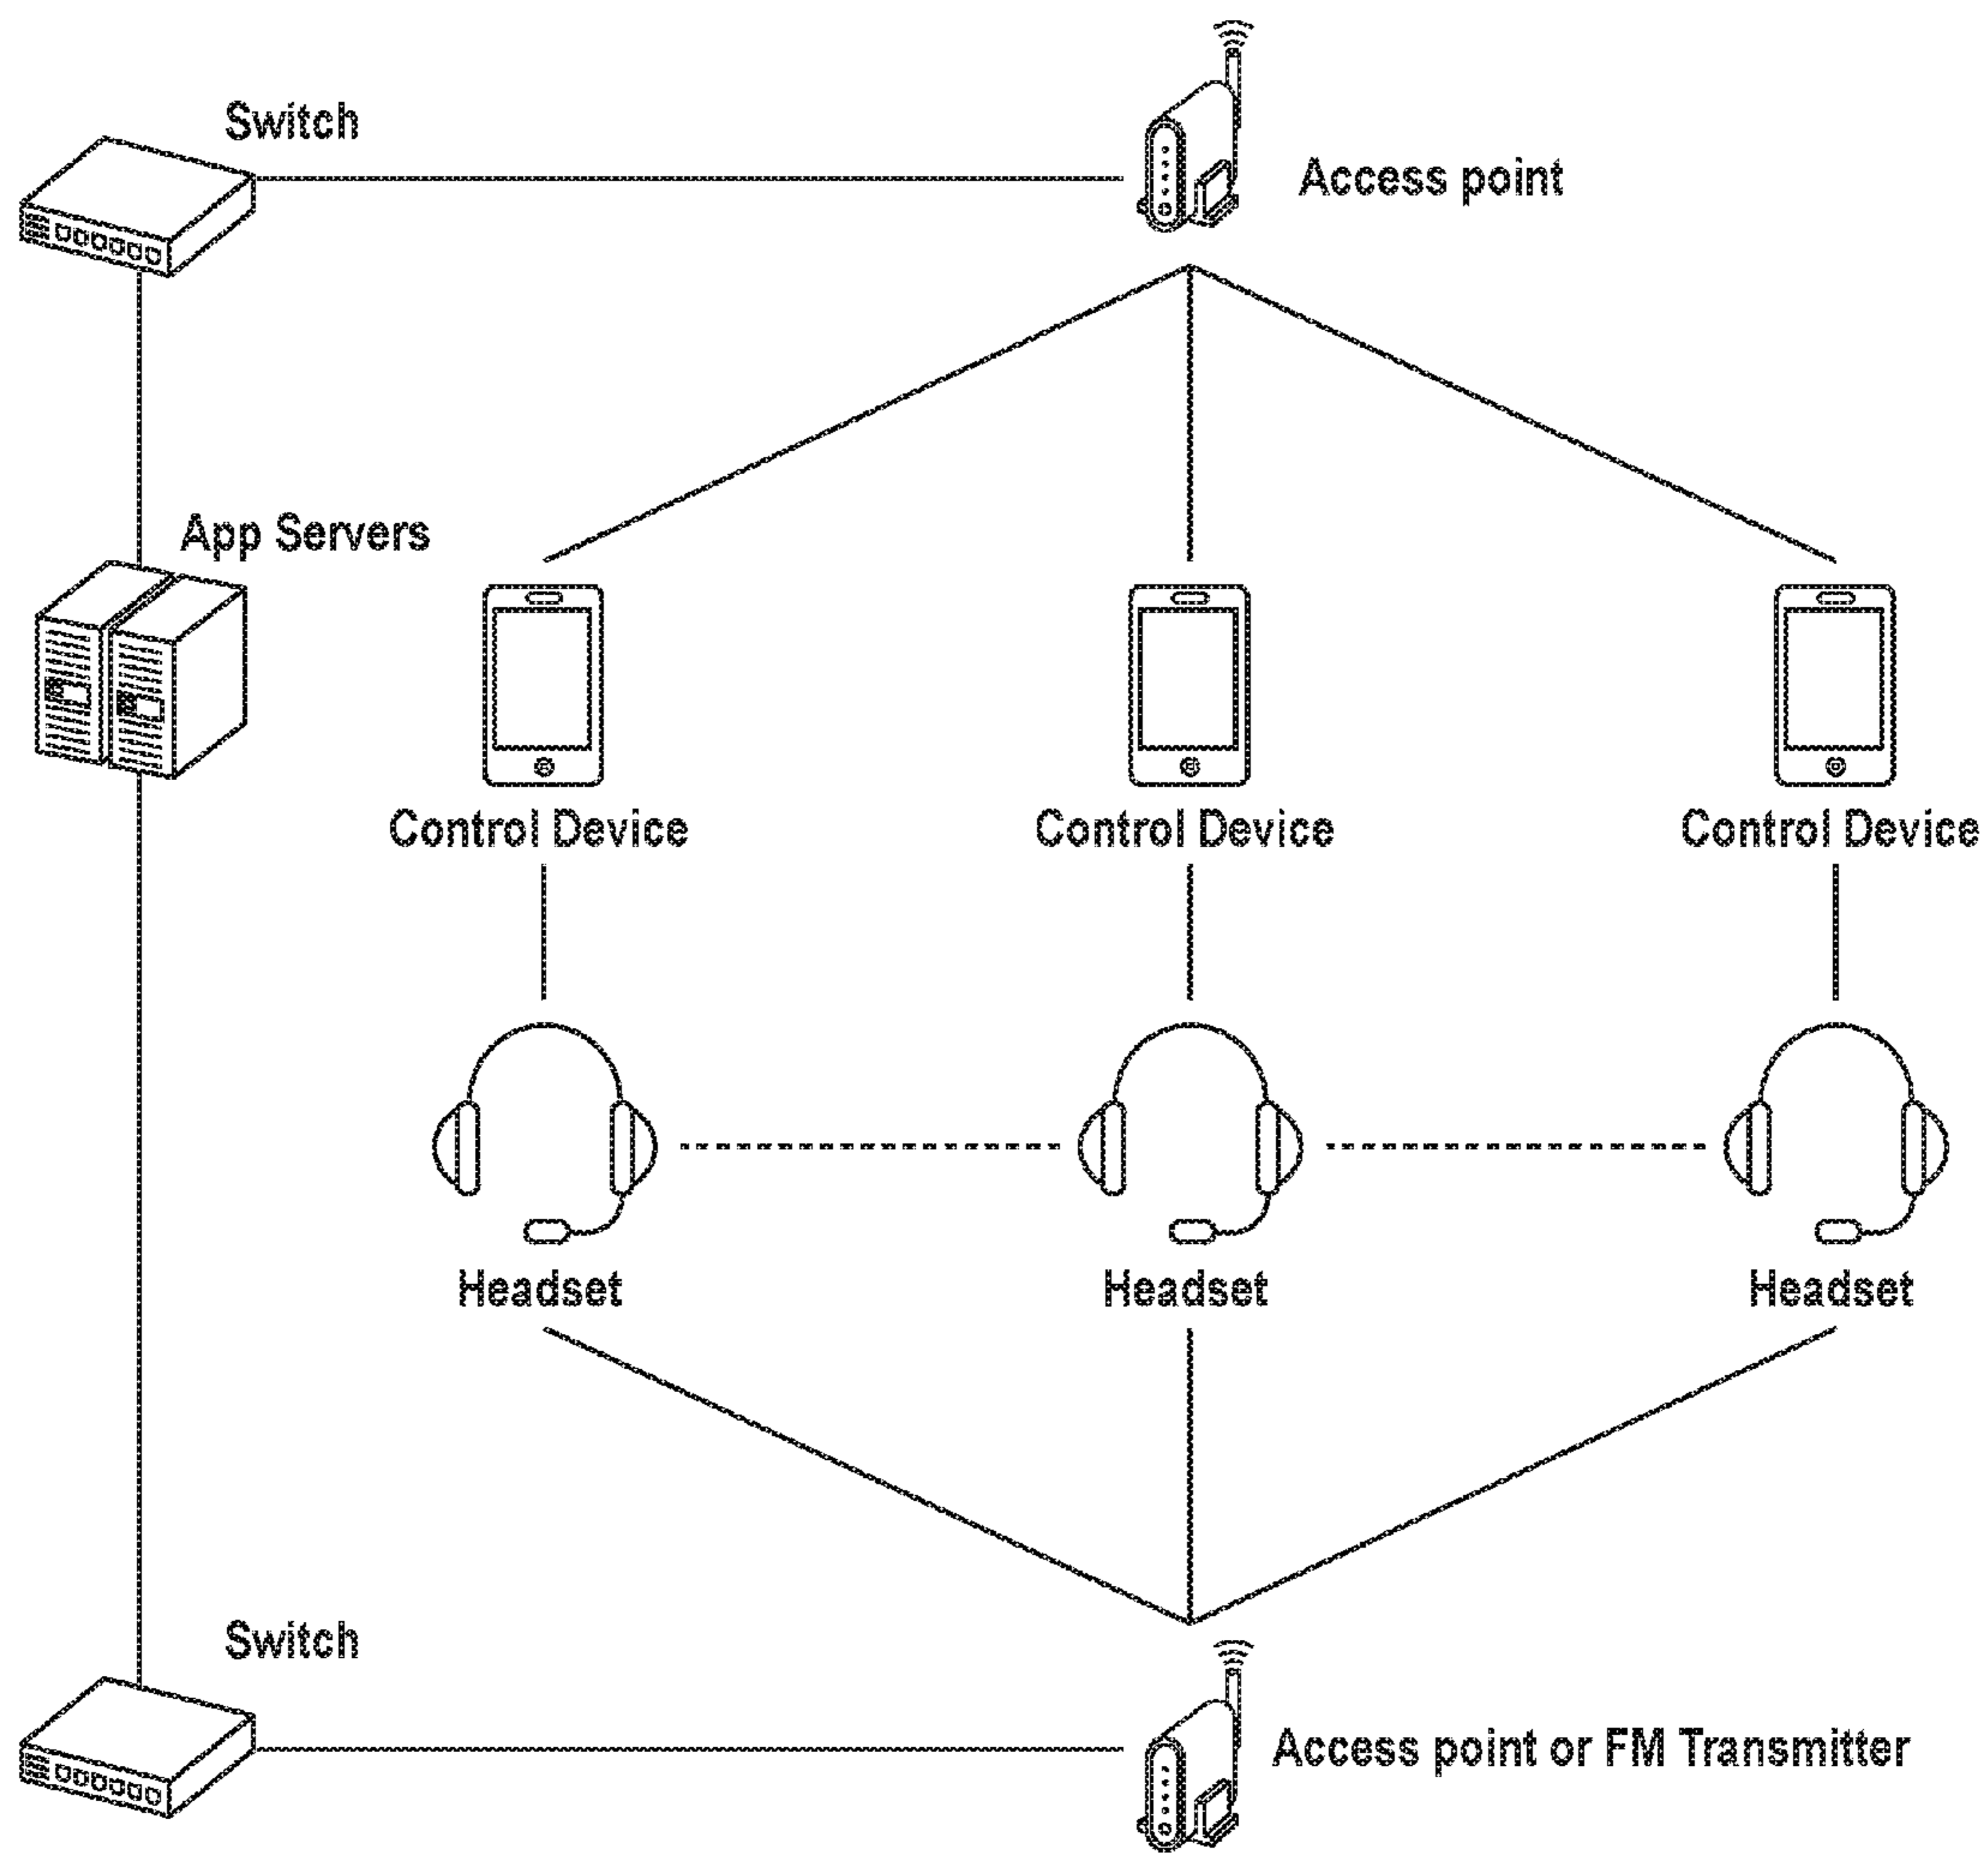 Switch
Access point
App Servers
Control Device
Control Device
Control Device
Headset
Headset
Headset
Switch
Access point or FM Transmitter